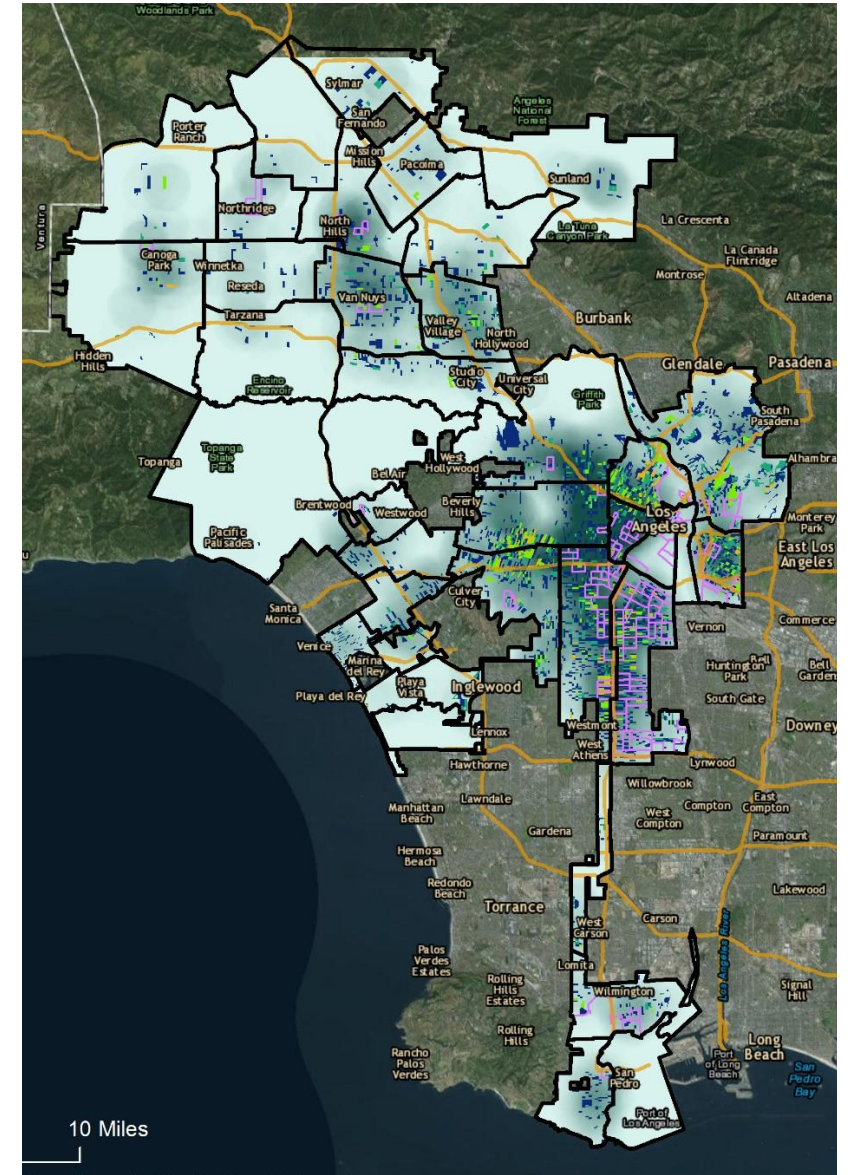 Woodlands Park
Sylmar
San
Fernando
Angeles
National
Forest
Porter
Ranch
Mission
Hills
Pacoima
Sunland
Northridge
North
Hills
La Tuna
Canyon Park
La Crescenta
Ventura
Canoga
Park
Winnetka
Reseda
La Canada
Flintridge
Montrose
Van Nuys
Altadena
Tarzana
Valley
Village
North
Hollywood
Burbank
Hidden
Hills
Encino
Reservoir
Studio
City
Universal
City
Glendale
Pasadena
Griffith
Park
South
Pasadena
Topanga
Topanga
State
Park
Bel Air
West
Hollywood
Alhambra
Brentwood
Westwood
Beverly
Hills
Los
Angeles
Monterey
Park
Pacific
Palisades
East Los
Angeles
Culver
City
Santa
Monica
Vernon
Commerce
Venice
Marina
del Rey
Huntington
Park
Bell
Bell
Garden
Playa del Rey
Playa
Vista
Inglewood
South Gate
Westmont
Downey
Lennox
West
Athens
Hawthorne
Lynwood
Willowbrook
Lawndale
West
Compton
Compton
East
Compton
Manhattan
Beach
Gardena
Paramount
Hermosa
Beach
Redondo
Beach
Lakewood
Torrance
West
Carson
Carson
Los Angeles River
Palos
Verdes
Estates
Lomita
Rolling
Hills
Estates
Wilmington
Signal
Hill
Rolling
Hills
Rancho
Palos
Verdes
San
Pedro
Port
of Long
Beach
Long
Beach
San
Pedro
Bay
Port of
Los Angeles
10 Miles